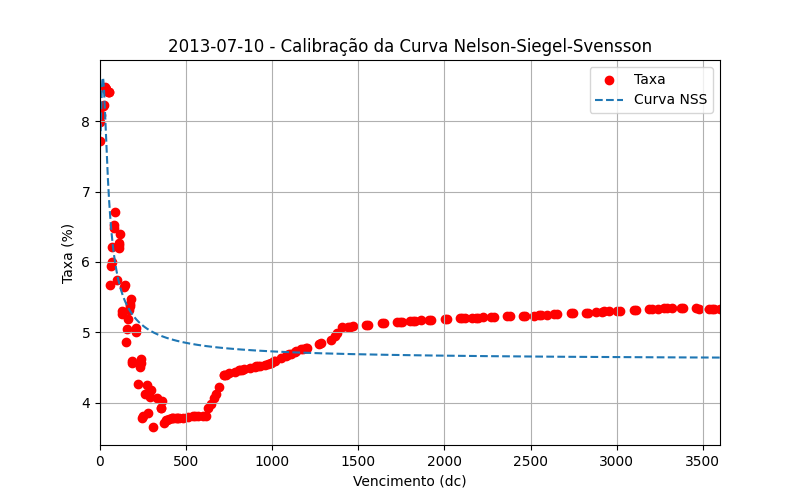 2013-07-10 - Calibração da Curva Nelson-Siegel-Svensson
Taxa
Curva NSS
Taxa (%)
8
7
6
5
4
0 500 1000 1500 2000 2500 3000 3500
Vencimento (dc)